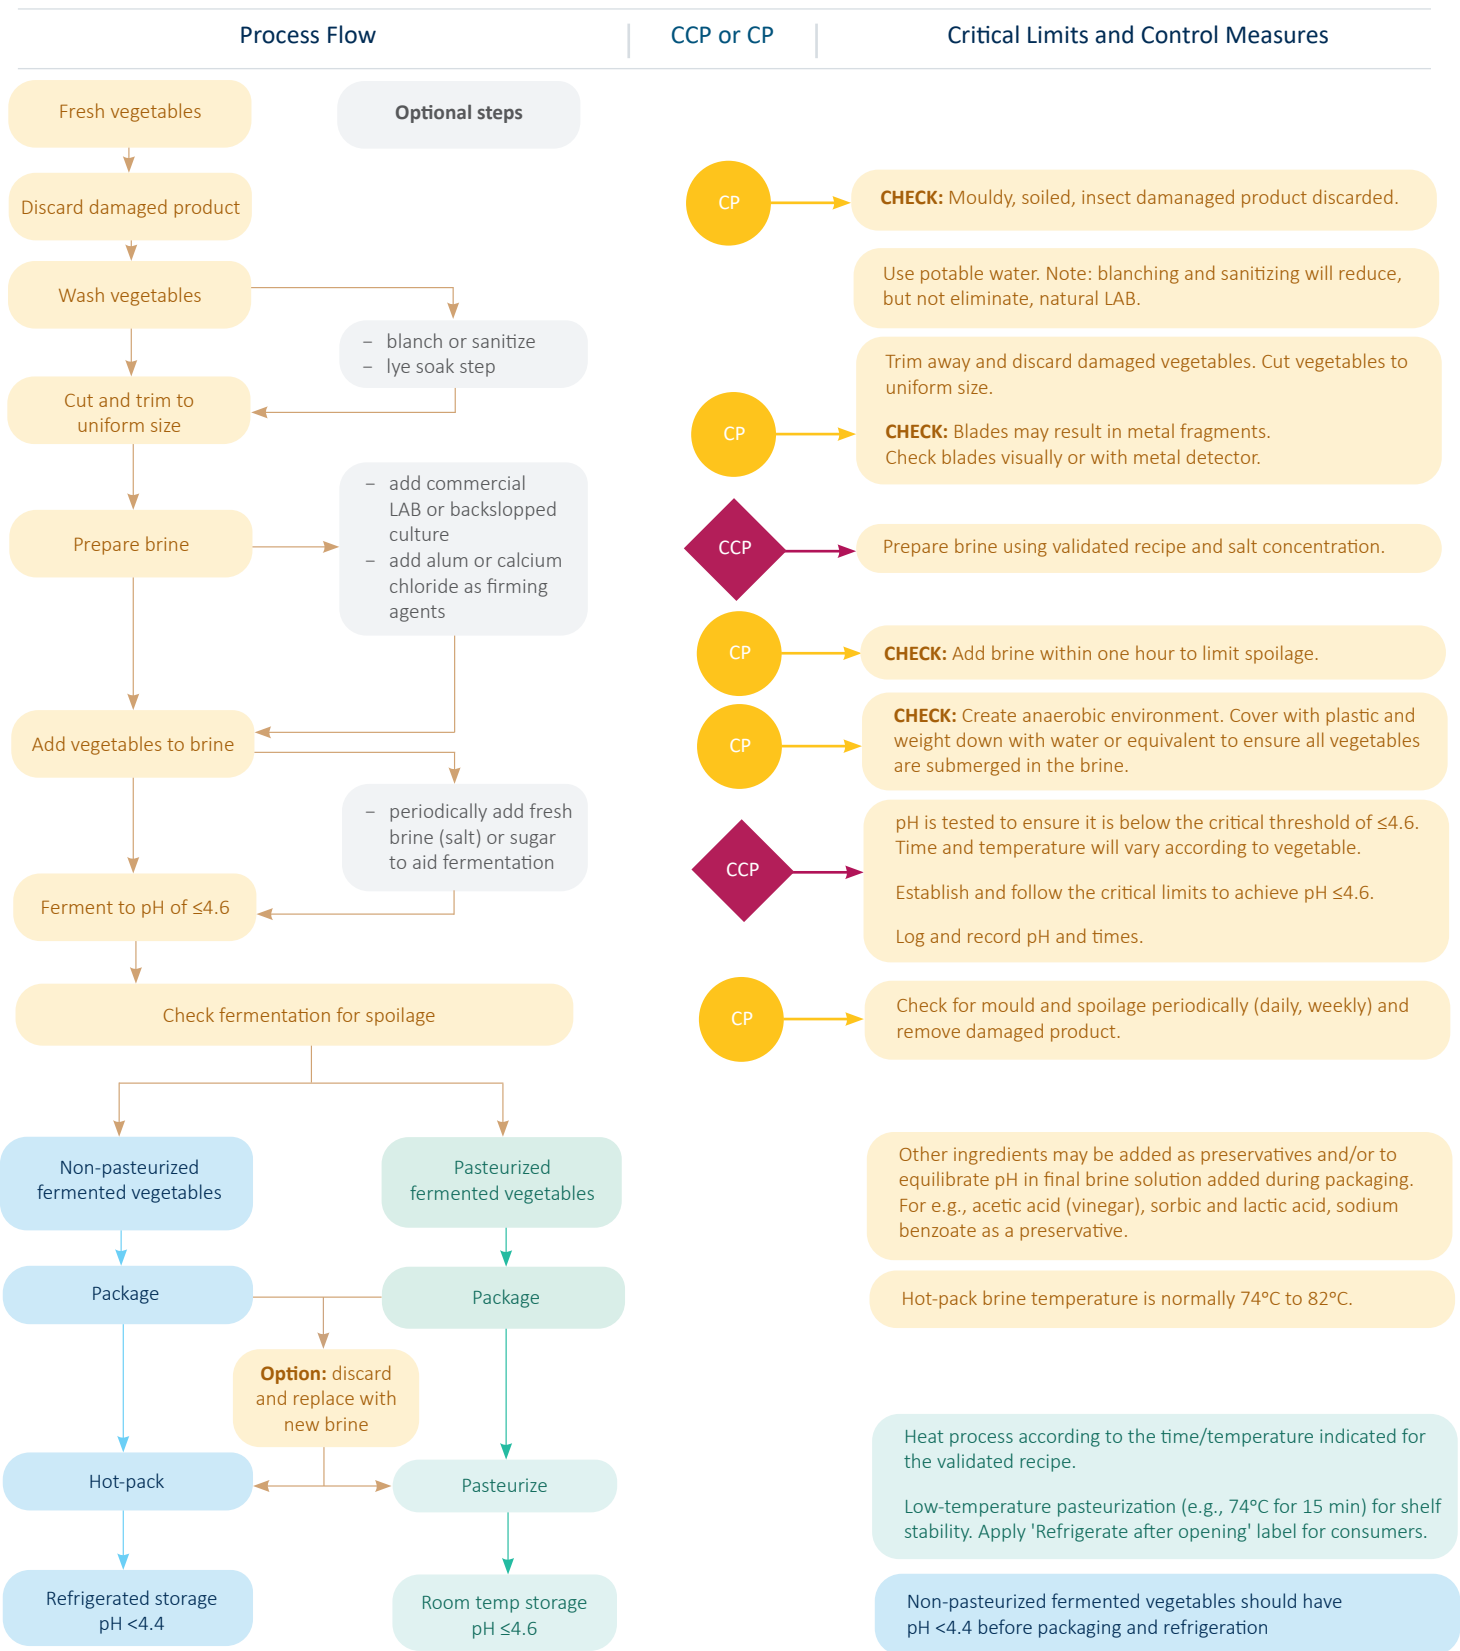 Process Flow
CCP or CP
Critical Limits and Control Measures
Fresh vegetables
Optional steps
Discard damaged product
CP
CHECK: Mouldy, soiled, insect damanaged product discarded.
Wash vegetables
Use potable water. Note: blanching and sanitizing will reduce,
but not eliminate, natural LAB.
– blanch or sanitize
– lye soak step
Cut and trim to
uniform size
CP
Trim away and discard damaged vegetables. Cut vegetables to
uniform size.
CHECK: Blades may result in metal fragments.
Check blades visually or with metal detector.
Prepare brine
– add commercial
LAB or backslopped
culture
– add alum or calcium
chloride as firming
agents
CCP
Prepare brine using validated recipe and salt concentration.
CP
CHECK: Add brine within one hour to limit spoilage.
Add vegetables to brine
CP
CHECK: Create anaerobic environment. Cover with plastic and
weight down with water or equivalent to ensure all vegetables
are submerged in the brine.
– periodically add fresh
brine (salt) or sugar
to aid fermentation
Ferment to pH of ≤4.6
CCP
pH is tested to ensure it is below the critical threshold of ≤4.6.
Time and temperature will vary according to vegetable.
Establish and follow the critical limits to achieve pH ≤4.6.
Log and record pH and times.
Check fermentation for spoilage
CP
Check for mould and spoilage periodically (daily, weekly) and
remove damaged product.
Non-pasteurized
fermented vegetables
Pasteurized
fermented vegetables
Other ingredients may be added as preservatives and/or to
equilibrate pH in final brine solution added during packaging.
For e.g., acetic acid (vinegar), sorbic and lactic acid, sodium
benzoate as a preservative.
Package
Package
Hot-pack brine temperature is normally 74°C to 82°C.
Option: discard
and replace with
new brine
Hot-pack
Pasteurize
Heat process according to the time/temperature indicated for
the validated recipe.
Low-temperature pasteurization (e.g., 74°C for 15 min) for shelf
stability. Apply 'Refrigerate after opening' label for consumers.
Refrigerated storage
pH <4.4
Room temp storage
pH ≤4.6
Non-pasteurized fermented vegetables should have
pH <4.4 before packaging and refrigeration